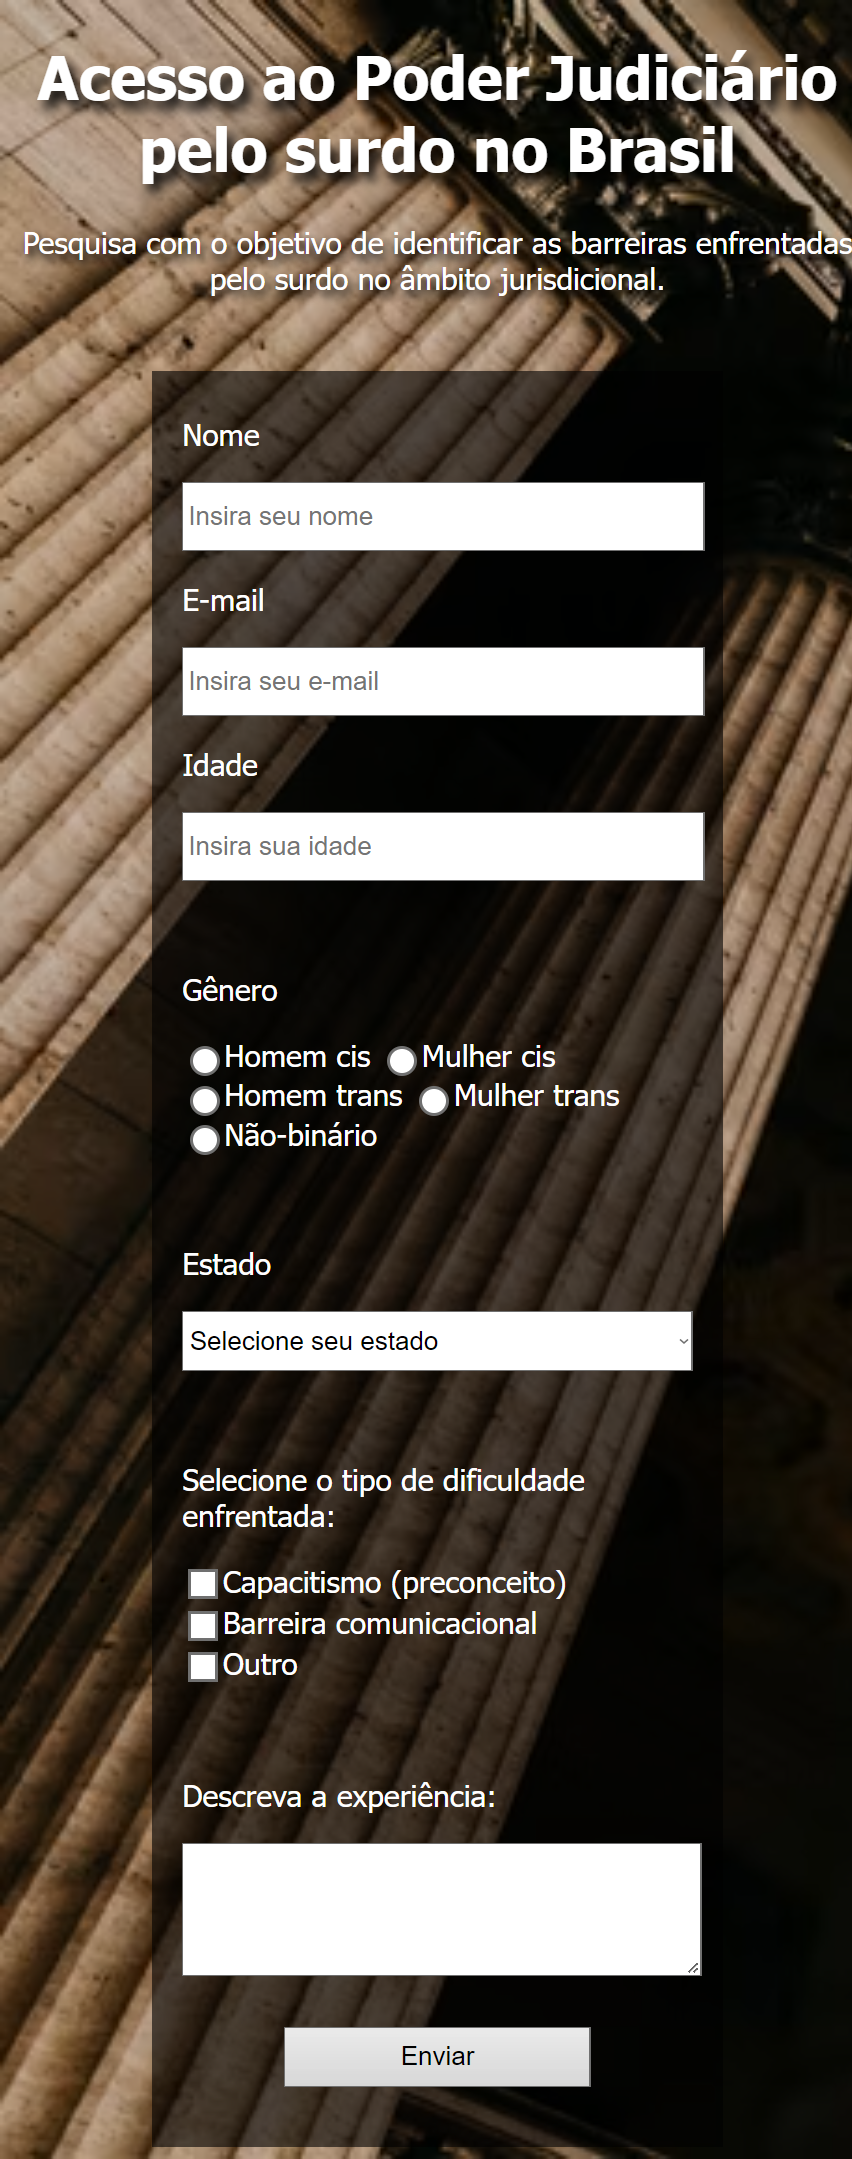 Acesso ao Poder Judiciário
pelo surdo no Brasil
Pesquisa com o objetivo de identificar as barreiras enfrentadas
pelo surdo no âmbito jurisdicional.
Nome
Insira seu nome
E-mail
Insira seu e-mail
Idade
Insira sua idade
Gênero
Homem cis Mulher cis
Homem trans Mulher trans
Não-binário
Estado
Selecione seu estado
Selecione o tipo de dificuldade
enfrentada:
Capacitismo (preconceito)
Barreira comunicacional
Outro
Descreva a experiência:
Enviar